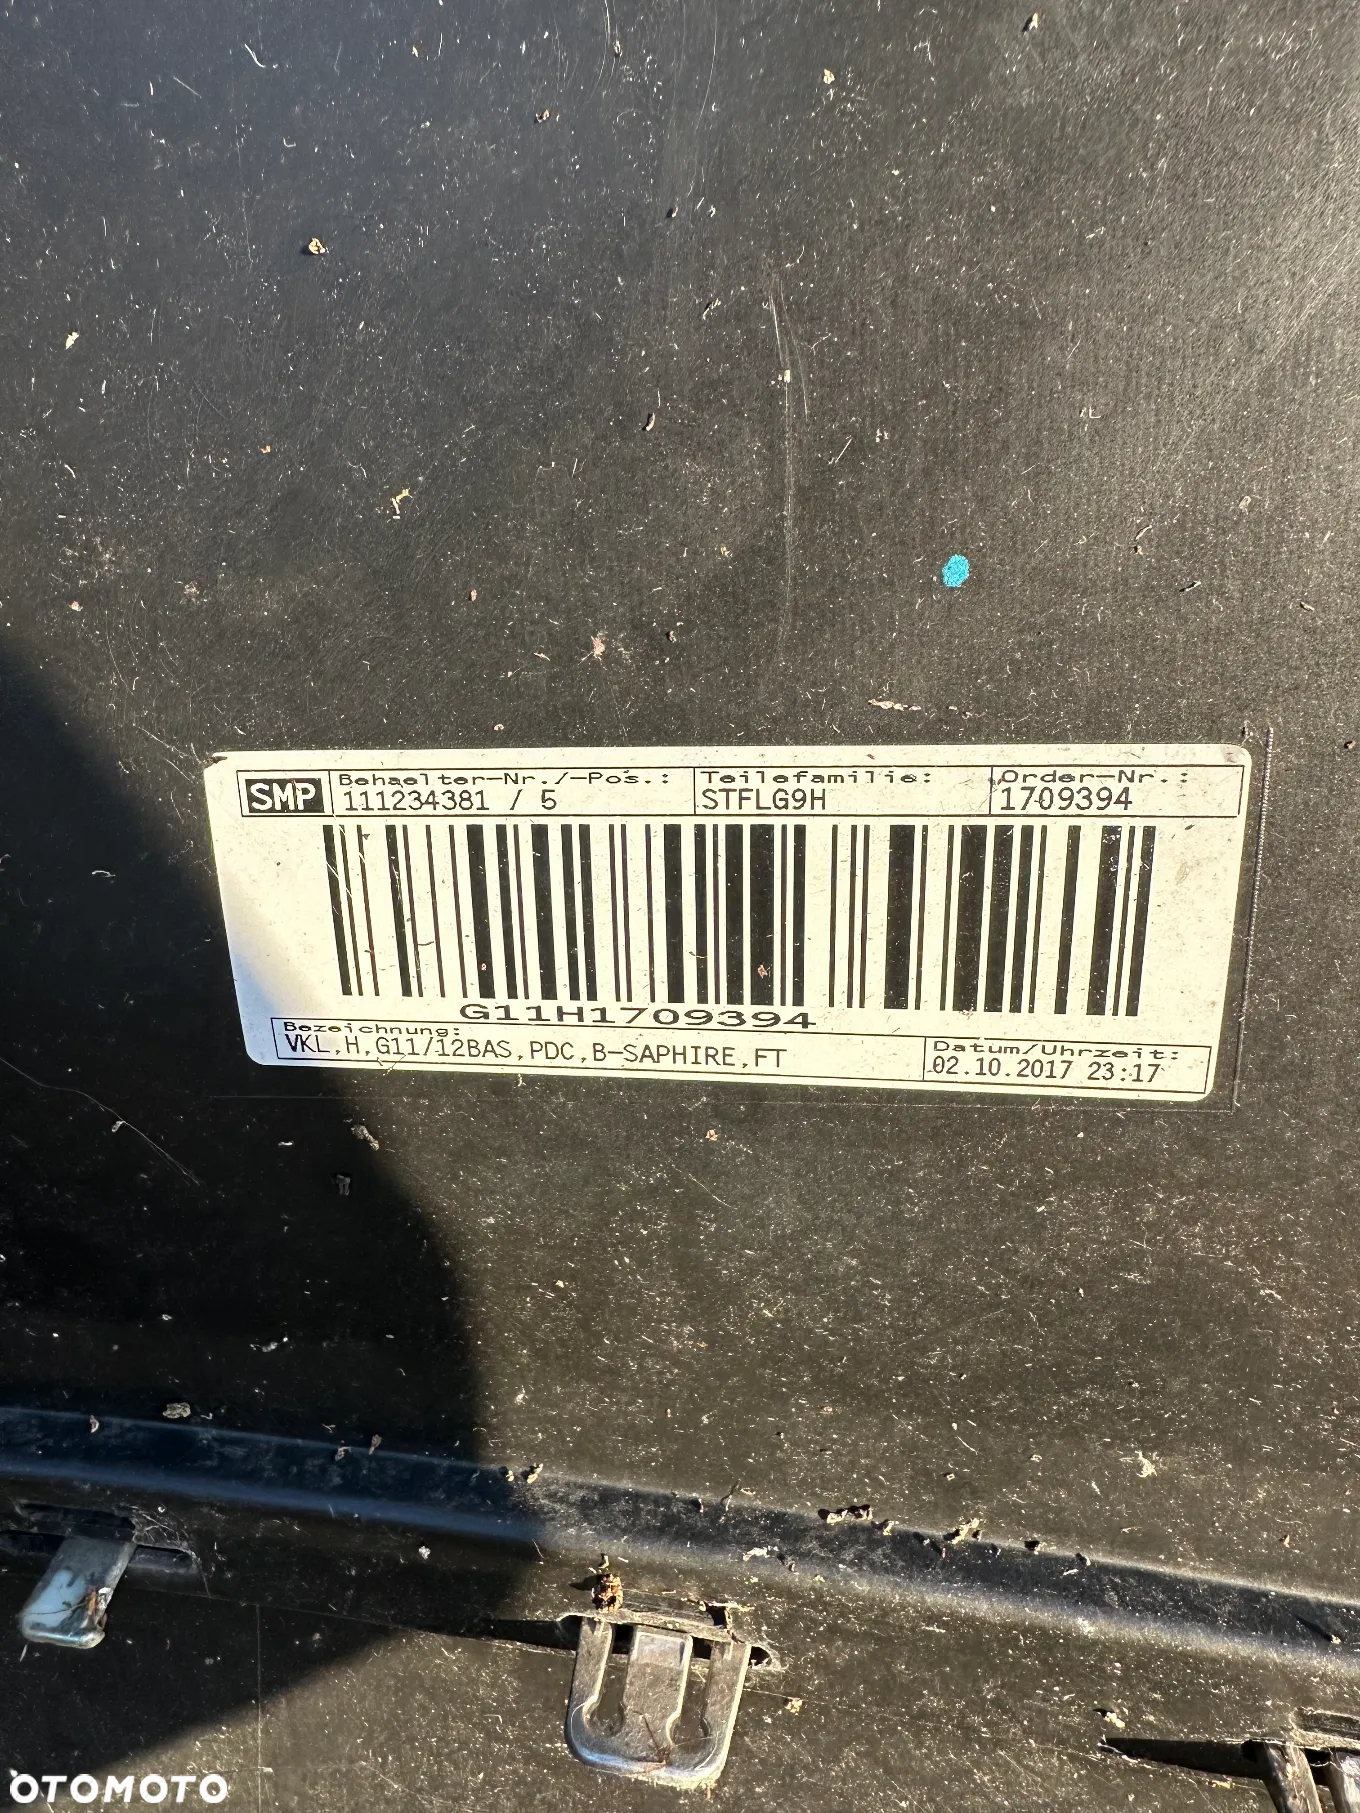 SMP
Behaelter-Nr./-Pos.:
111234381 / 5
Teilefamilie:
STFLG9H
Order-Nr.:
1709394
G11H1709394
Bezeichnung:
VKL,H,G11/12BAS,PDC,B-SAPHIRE,FT
Datum/Uhrzeit:
02.10.2017 23:17
OTOMOTO